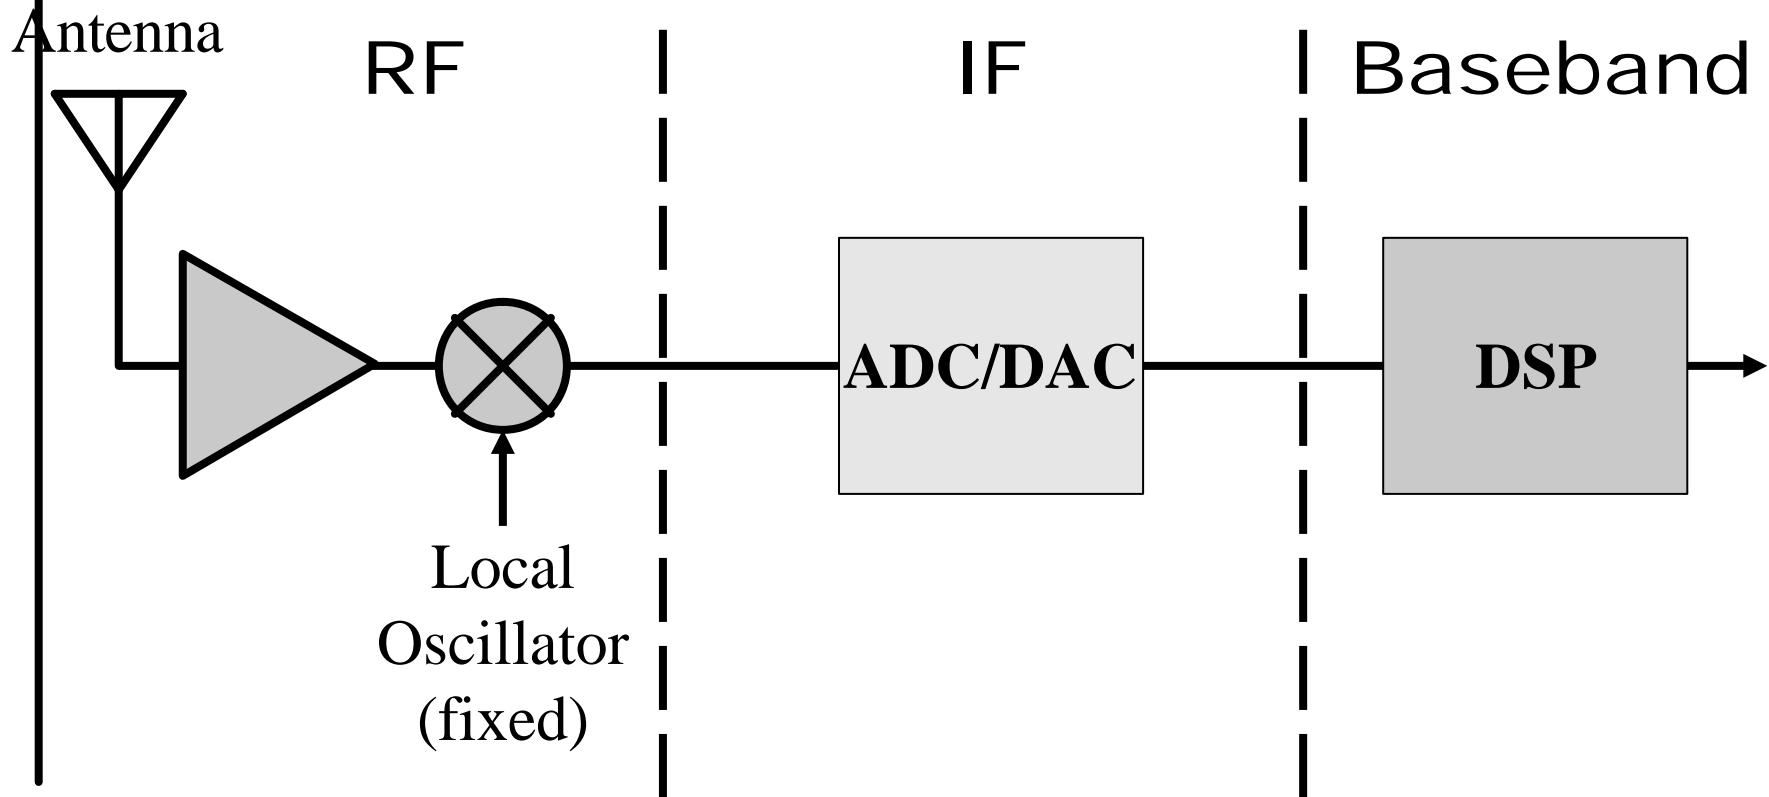 Antenna
RF
IF
Baseband
ADC/DAC
DSP
Local
Oscillator
(fixed)